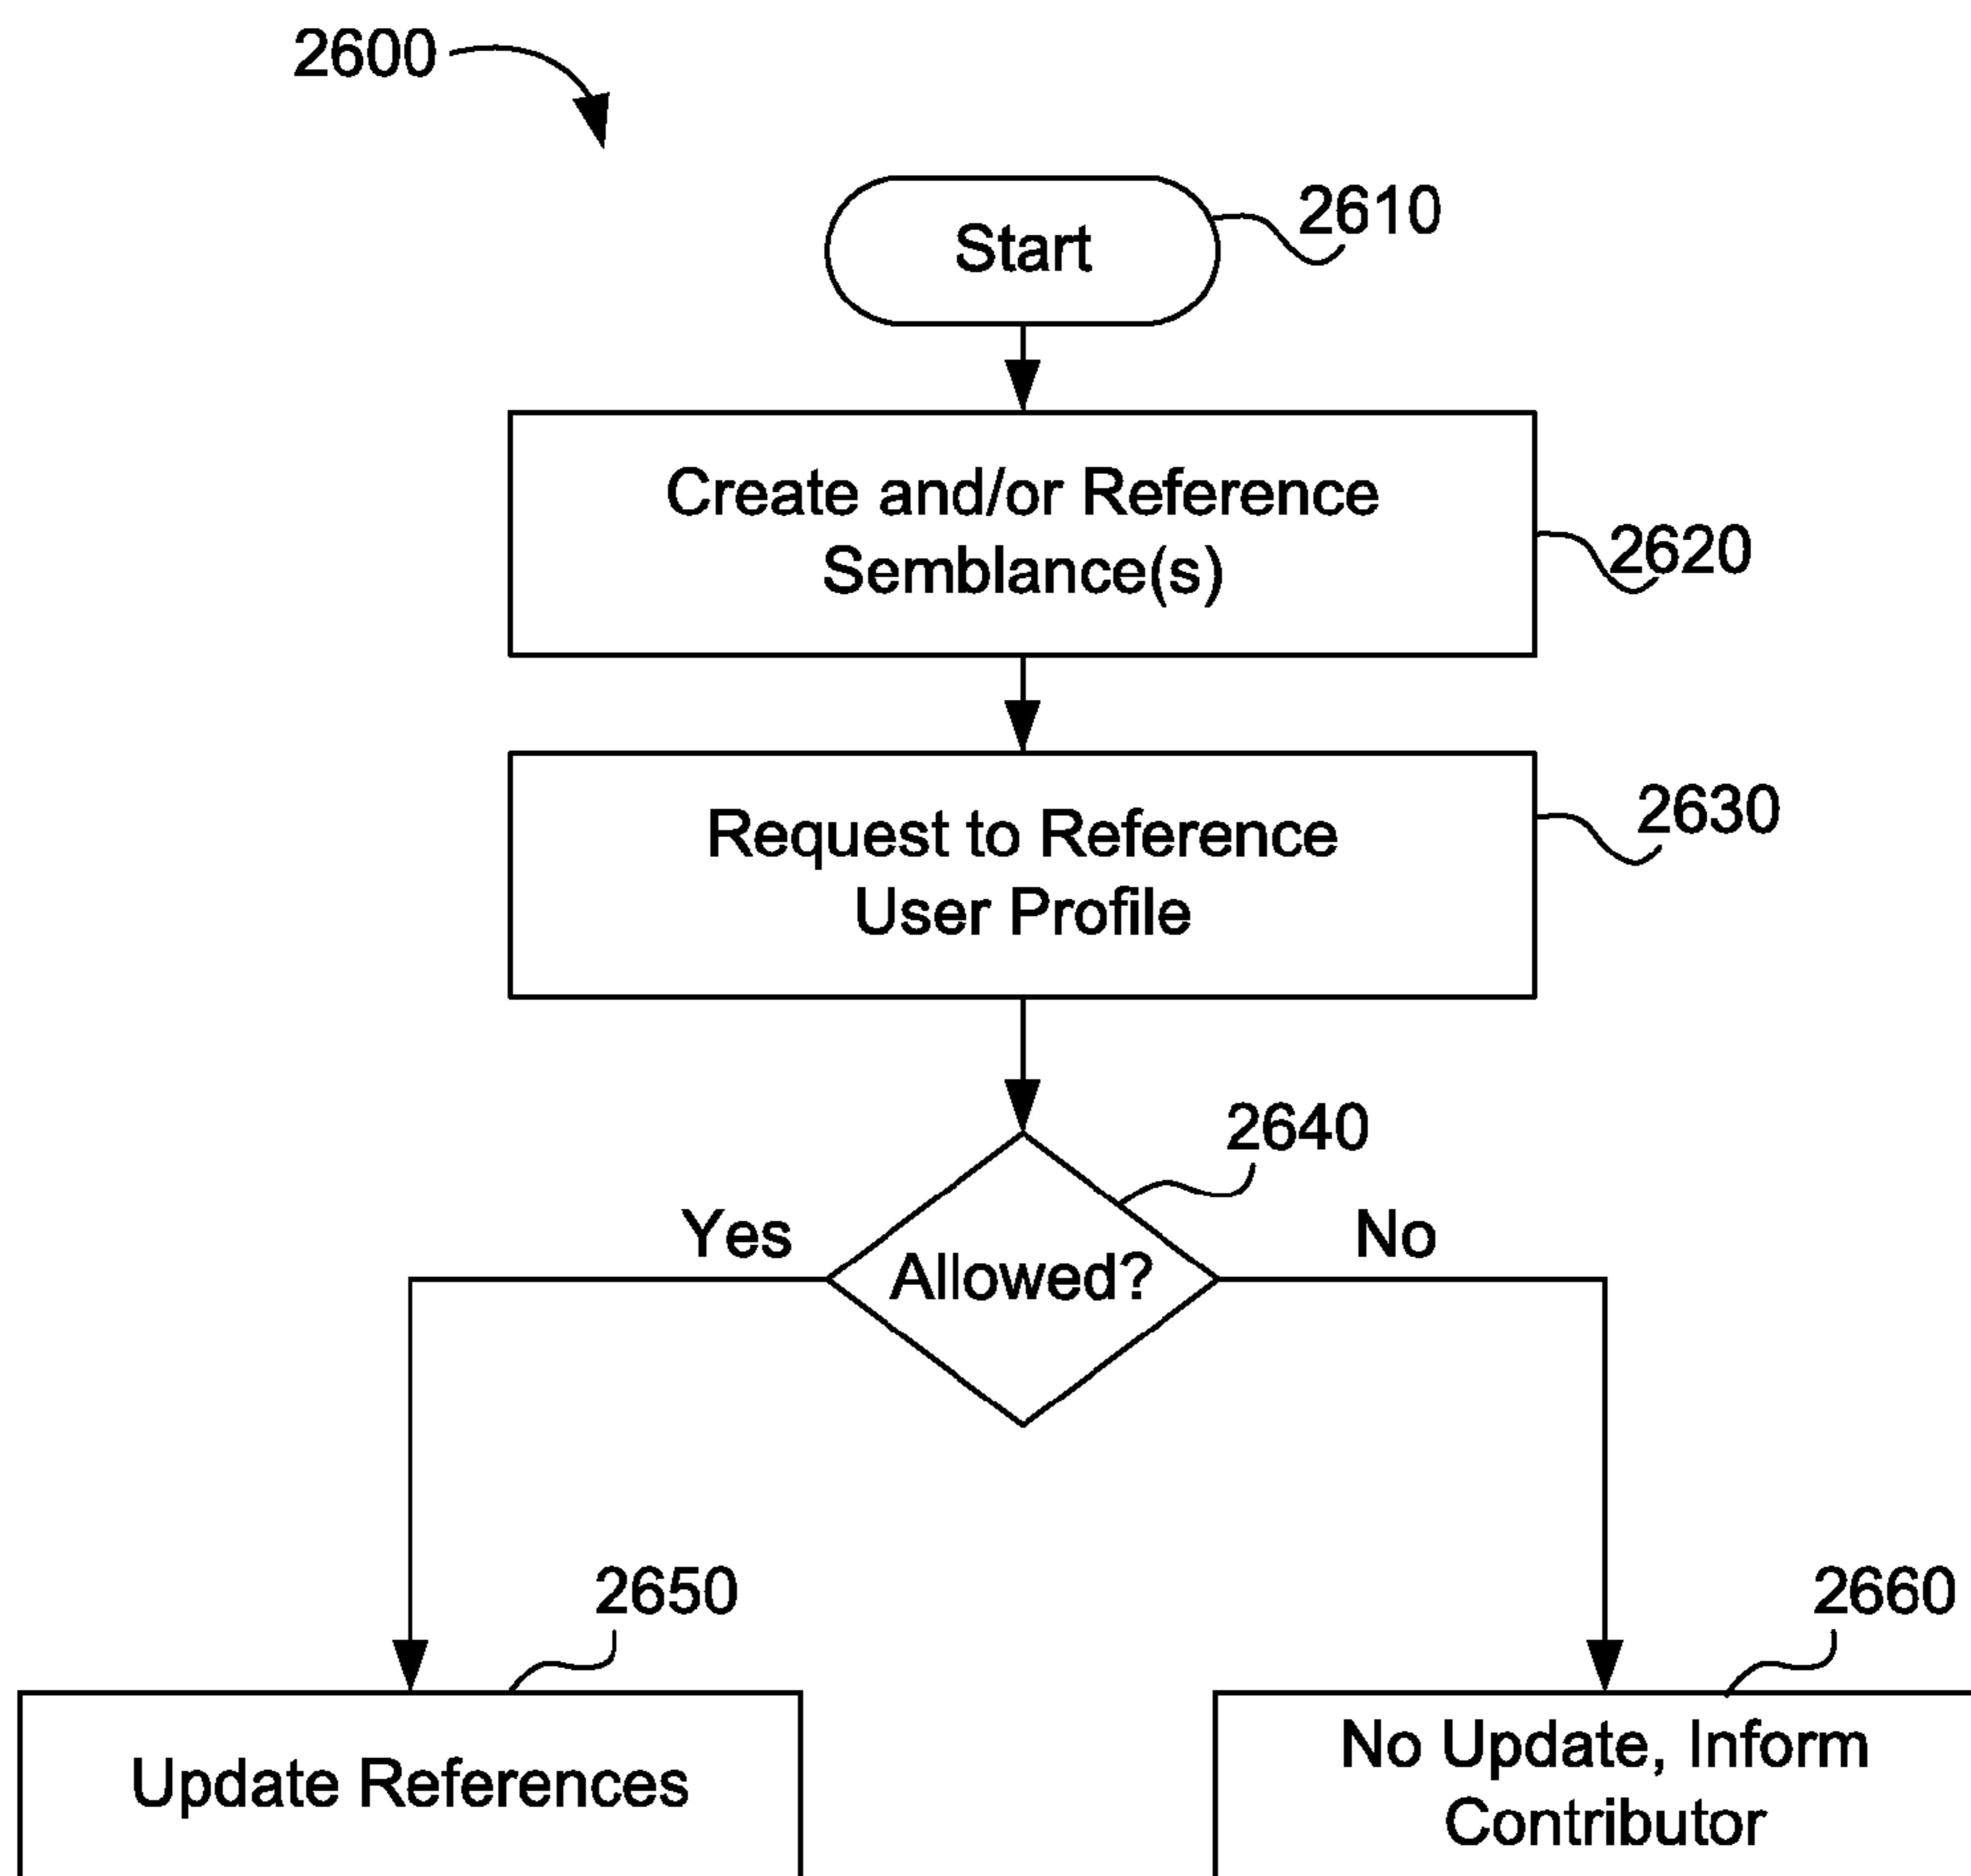 2600
Start
2610
Create and/or Reference
Semblance(s)
2620
Request to Reference
User Profile
2630
2640
Yes
Allowed?
No
2650
2660
Update References
No Update, Inform
Contributor